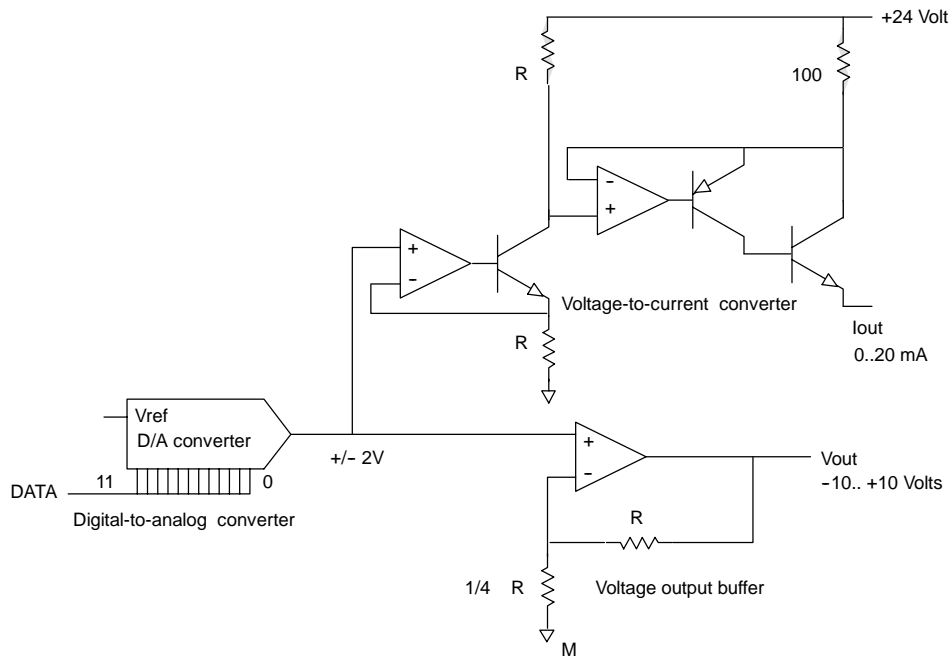 +24 Volt
R
100
-
+
+
-
Voltage-to-current converter
R
Iout
0..20 mA
Vref
D/A converter
+/- 2V
+
-
Vout
-10.. +10 Volts
DATA
11
0
Digital-to-analog converter
R
1/4 R
Voltage output buffer
M